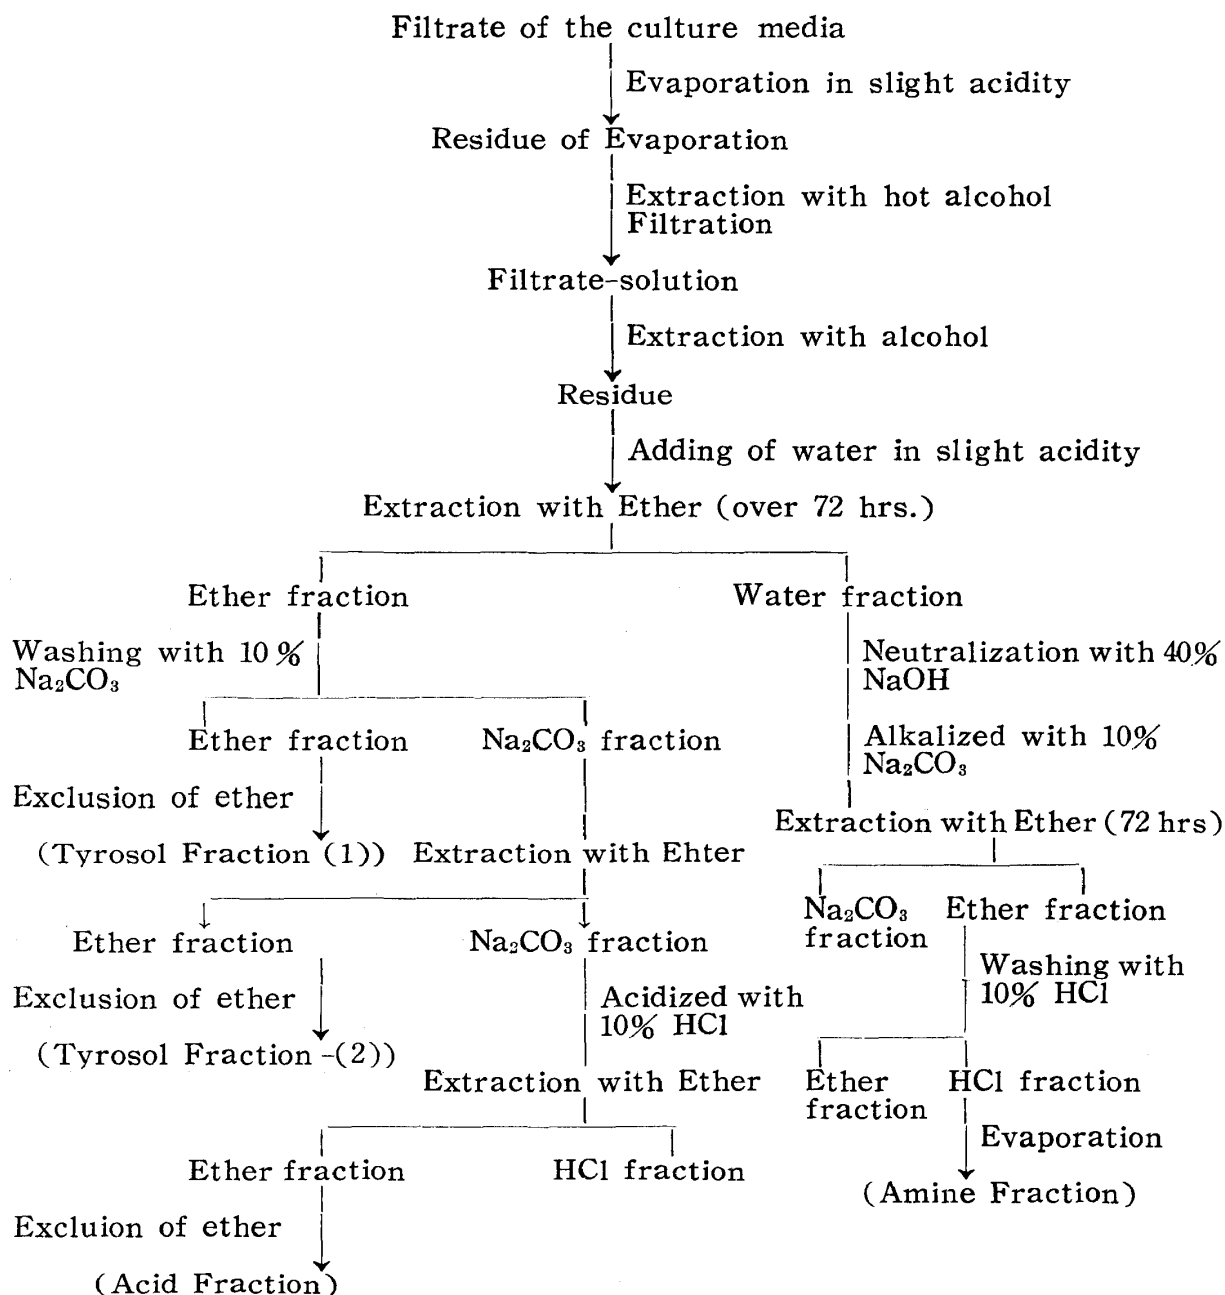 Filtrate of the culture media
Evaporation in slight acidity
Residue of Evaporation
Extraction with hot alcohol
Filtration
Filtrate-solution
Extraction with alcohol
Residue
Adding of water in slight acidity
Extraction with Ether (over 72 hrs.)
Ether fraction
Water fraction
Washing with 10%
Na₂CO₃
Neutralization with 40%
NaOH
Ether fraction
Na₂CO₃ fraction
Alkalized with 10%
Na₂CO₃
Exclusion of ether
Extraction with Ether (72 hrs)
(Tyrosol Fraction (1))
Extraction with Ehter
Na₂CO₃
fraction
Ether fraction
Ether fraction
Na₂CO₃ fraction
Washing with
10% HCl
Exclusion of ether
Acidized with
10% HCl
(Tyrosol Fraction -(2))
Extraction with Ether
Ether
fraction
HCl fraction
Evaporation
Ether fraction
HCl fraction
(Amine Fraction)
Excluion of ether
(Acid Fraction)